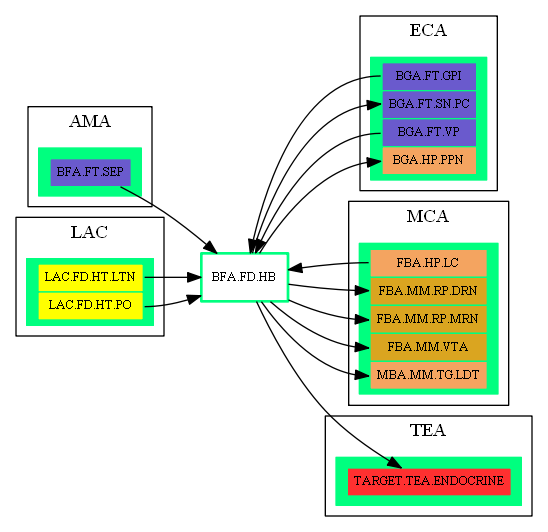 ECA
BGA.FT.GPI
BGA.FT.SN.PC
BGA.FT.VP
BGA.HP.PPN
AMA
BFA.FT.SEP
LAC
LAC.FD.HT.LTN
LAC.FD.HT.PO
BFA.FD.HB
MCA
FBA.HP.LC
FBA.MM.RP.DRN
FBA.MM.RP.MRN
FBA.MM.VTA
MBA.MM.TG.LDT
TEA
TARGET.TEA.ENDOCRINE